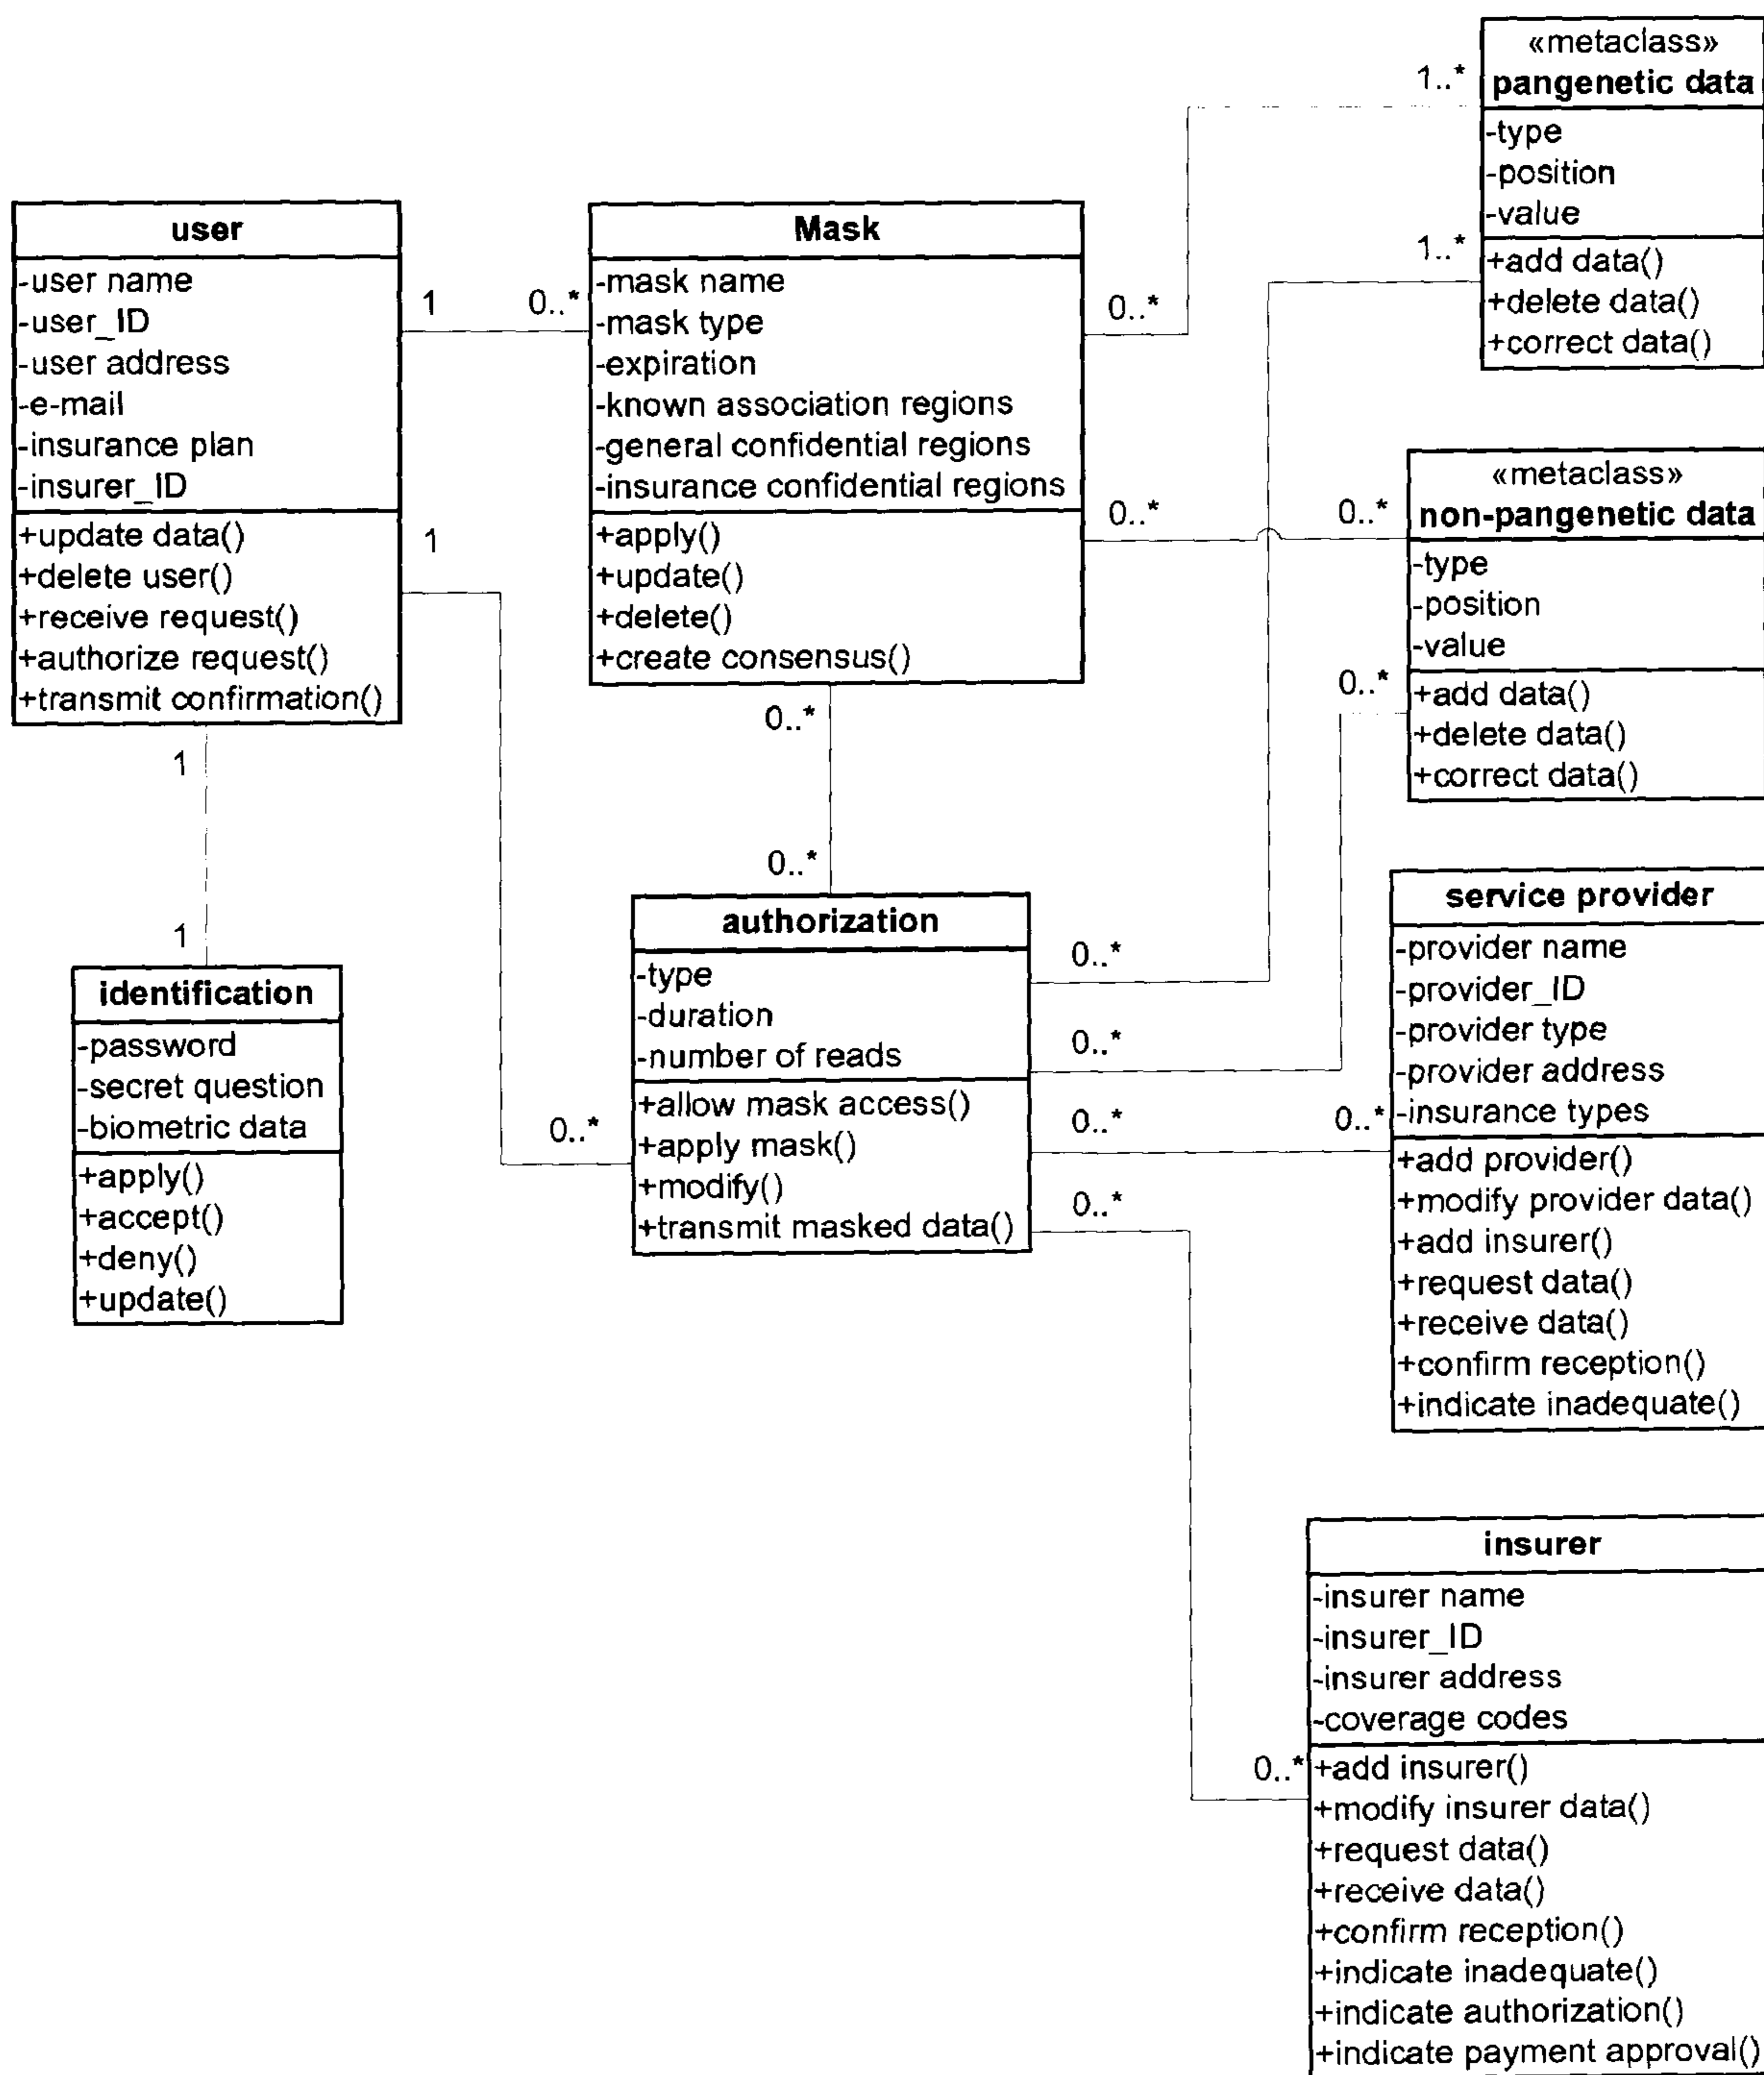 «metaclass»
pangenetic data
-type
-position
-value
+add data()
+delete data()
+correct data()
1..*
1..*
user
-user name
-user_ID
-user address
-e-mail
-insurance plan
-insurer_ID
+update data()
+delete user()
+receive request()
+authorize request()
+transmit confirmation()
1
0..*
1
Mask
-mask name
-mask type
-expiration
-known association regions
-general confidential regions
-insurance confidential regions
+apply()
+update()
+delete()
+create consensus()
0..*
0..*
0..*
«metaclass»
non-pangenetic data
-type
-position
-value
+add data()
+delete data()
+correct data()
0..*
0..*
0..*
1
1
identification
-password
-secret question
-biometric data
+apply()
+accept()
+deny()
+update()
0..*
authorization
-type
-duration
-number of reads
+allow mask access()
+apply mask()
+modify()
+transmit masked data()
0..*
0..*
0..*
0..*
0..*
service provider
-provider name
-provider_ID
-provider type
-provider address
-insurance types
+add provider()
+modify provider data()
+add insurer()
+request data()
+receive data()
+confirm reception()
+indicate inadequate()
0..*
insurer
-insurer name
-insurer_ID
-insurer address
-coverage codes
+add insurer()
+modify insurer data()
+request data()
+receive data()
+confirm reception()
+indicate inadequate()
+indicate authorization()
+indicate payment approval()